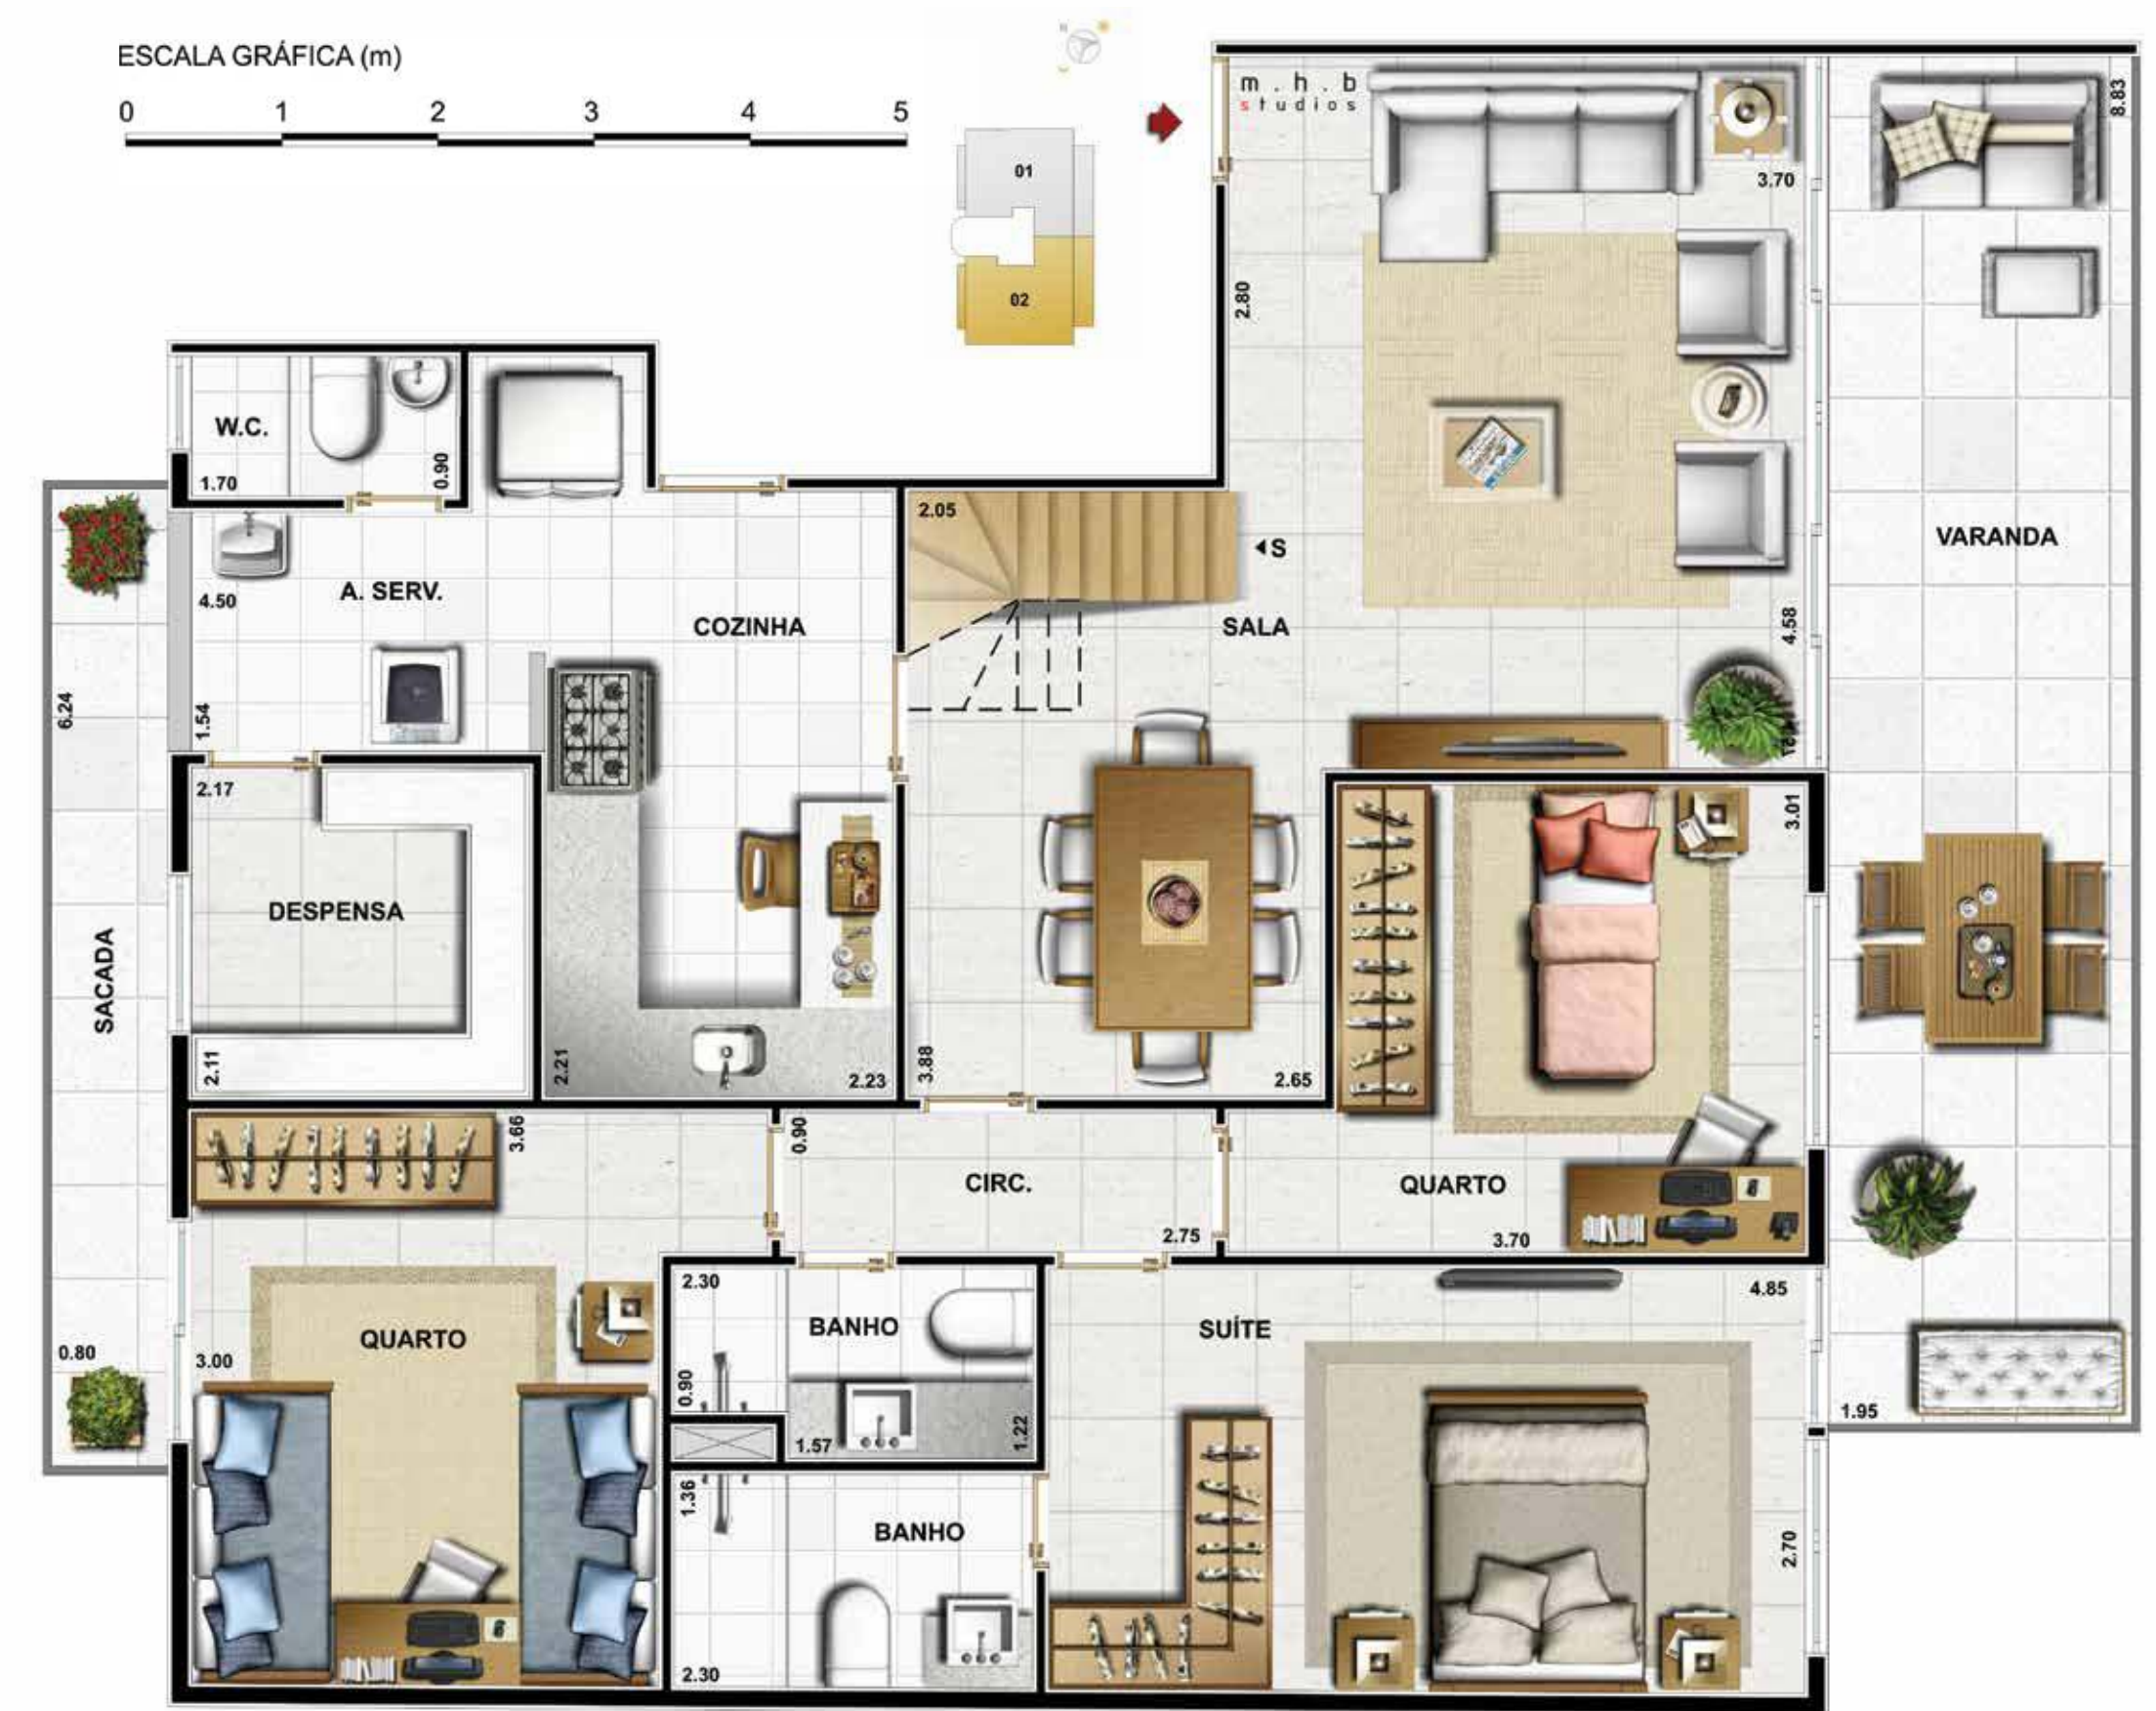 ESCALA GRÁFICA (m)
0 1 2 3 4 5
m.h.b
studios
01
02
8.83
3.70
2.80
W.C.
1.70
0.90
2.05
S
VARANDA
4.50
A. SERV.
COZINHA
SALA
4.58
6.24
1.54
2.17
3.01
DESPENSA
SACADA
2.11
2.21
2.23
3.88
2.65
3.66
0.90
CIRC.
2.75
QUARTO
3.70
2.30
4.85
BANHO
SUÍTE
QUARTO
0.80
3.00
0.90
1.57
1.22
1.95
1.36
BANHO
2.70
2.30